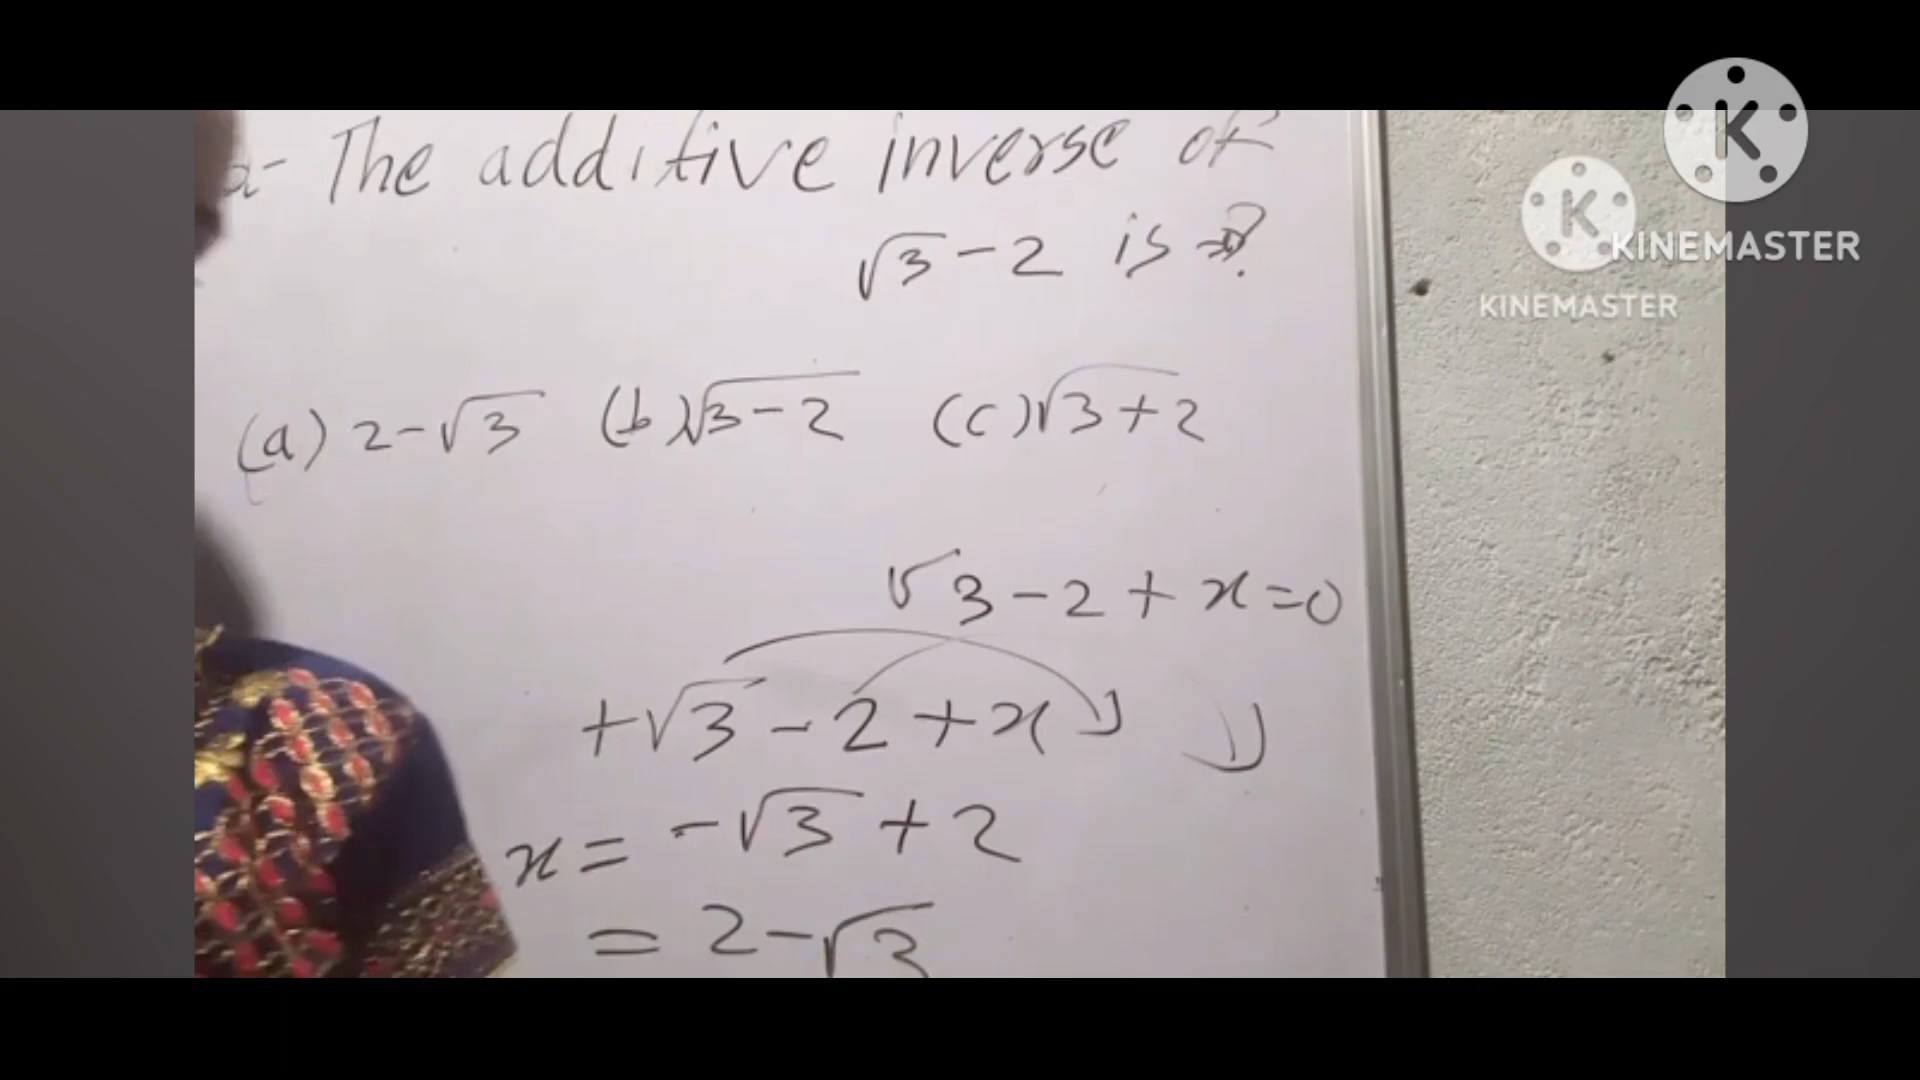 The additive inverse of
√3 - 2 is ?
(a) 2-√3 (b) √3-2 (c) √3+2
√3 - 2 + x = 0
+√3 - 2 + x
x = -√3 + 2
= 2-√3
K
KINEMASTER
K
KINEMASTER